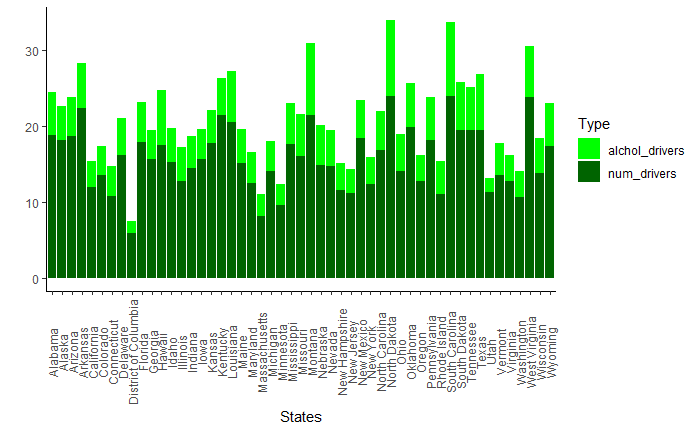 30
20
10
0
Alabama
Alaska
Arizona
Arkansas
California
Colorado
Connecticut
Delaware
District of Columbia
Florida
Georgia
Hawaii
Idaho
Illinois
Indiana
Iowa
Kansas
Kentucky
Louisiana
Maine
Maryland
Massachusetts
Michigan
Minnesota
Mississippi
Missouri
Montana
Nebraska
Nevada
New Hampshire
New Jersey
New Mexico
New York
North Carolina
North Dakota
Ohio
Oklahoma
Oregon
Pennsylvania
Rhode Island
South Carolina
South Dakota
Tennessee
Texas
Utah
Vermont
Virginia
Washington
West Virginia
Wisconsin
Wyoming
States
Type
alchol_drivers
num_drivers